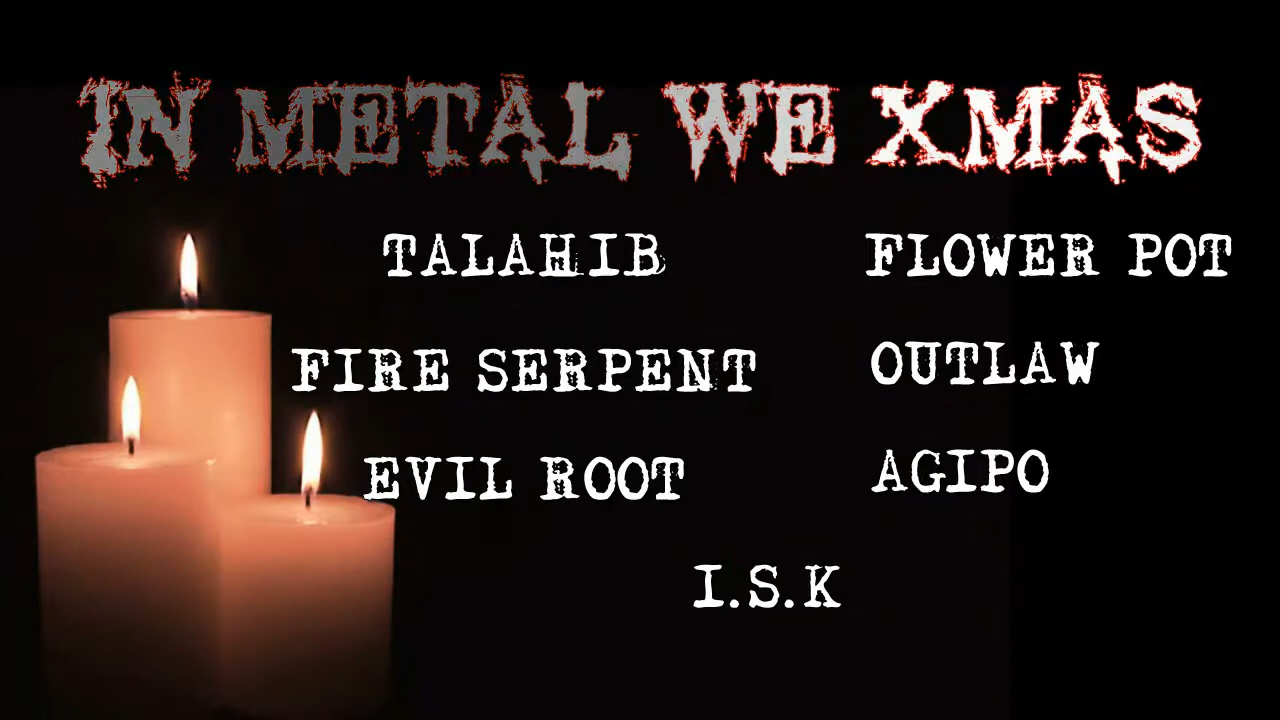 IN METAL WE XMAS
TALAHIB
FLOWER POT
FIRE SERPENT
OUTLAW
EVIL ROOT
AGIPO
I.S.K